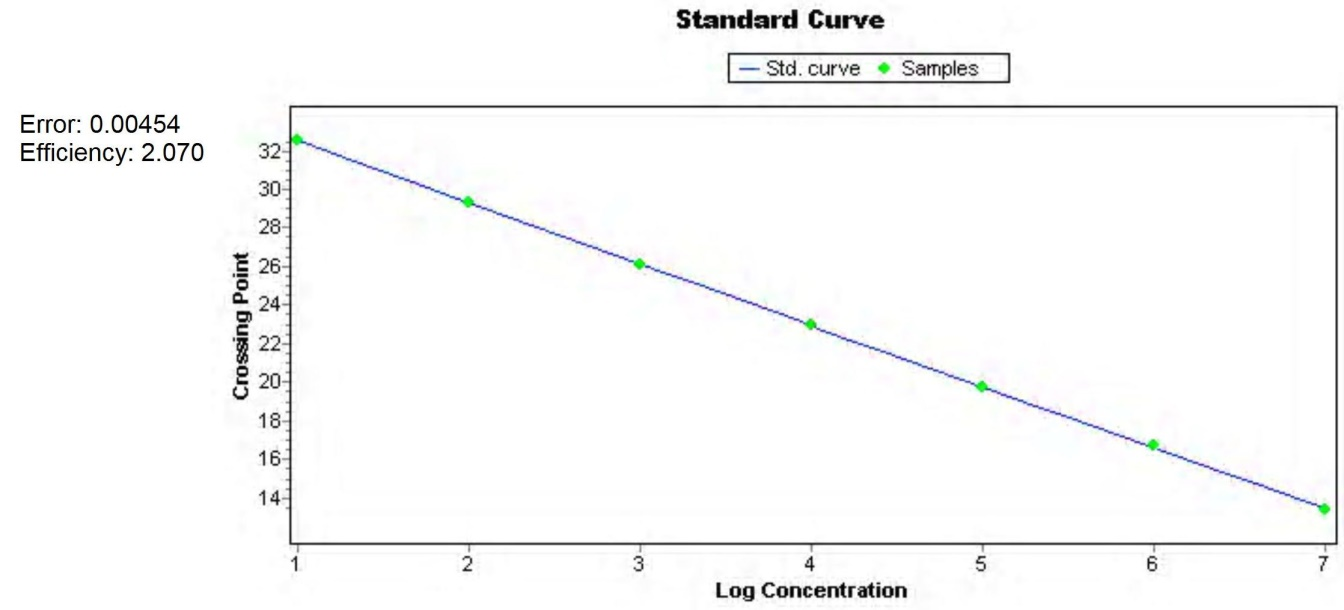 Standard Curve
Std. curve Samples
Error: 0.00454
Efficiency: 2.070
Crossing Point
32
30
28
26
24
22
20
18
16
14
1 2 3 4 5 6 7
Log Concentration